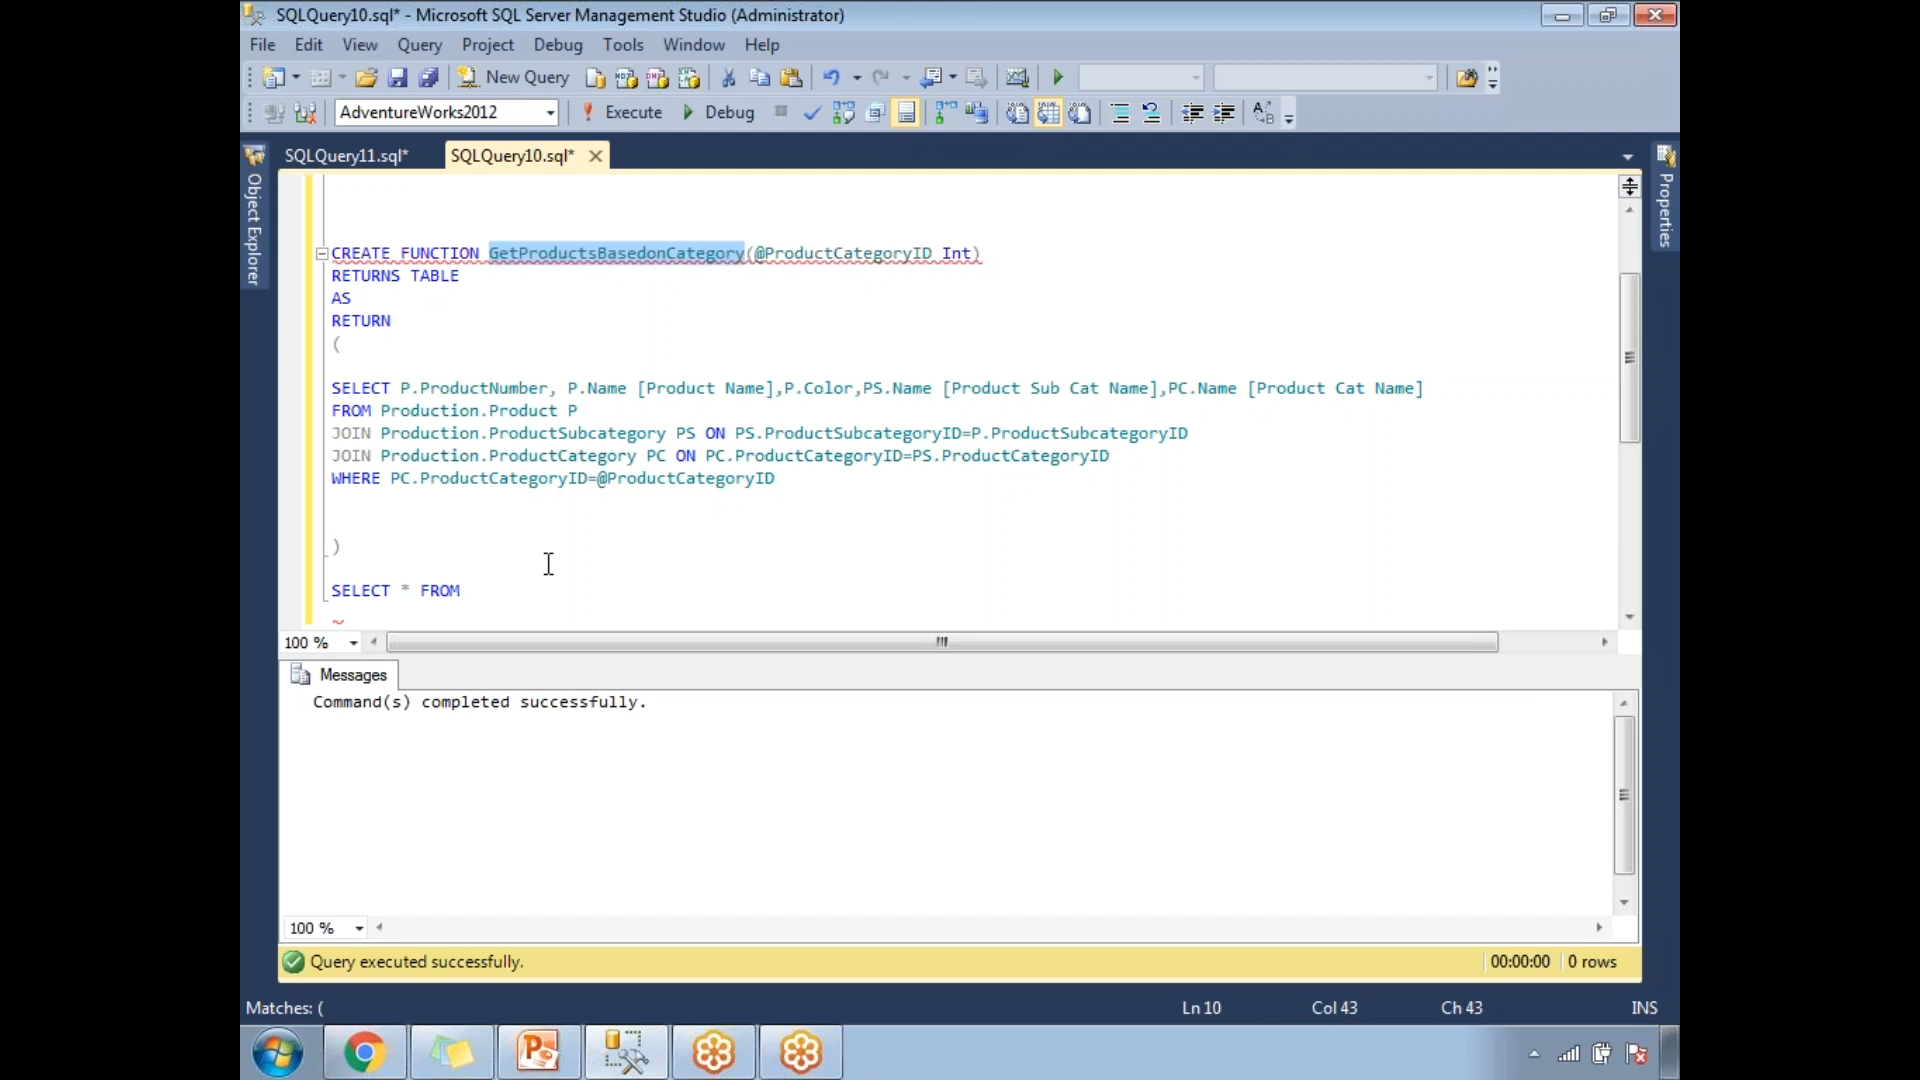 SQLQuery10.sql* - Microsoft SQL Server Management Studio (Administrator)
File Edit View Query Project Debug Tools Window Help
New Query
AdventureWorks2012 Execute Debug
SQLQuery11.sql* SQLQuery10.sql*
Object Explorer
Properties
CREATE FUNCTION GetProductsBasedonCategory(@ProductCategoryID Int)
RETURNS TABLE
AS
RETURN
(
SELECT P.ProductNumber, P.Name [Product Name],P.Color,PS.Name [Product Sub Cat Name],PC.Name [Product Cat Name]
FROM Production.Product P
JOIN Production.ProductSubcategory PS ON PS.ProductSubcategoryID=P.ProductSubcategoryID
JOIN Production.ProductCategory PC ON PC.ProductCategoryID=PS.ProductCategoryID
WHERE PC.ProductCategoryID=@ProductCategoryID
)
SELECT * FROM
100 %
Messages
Command(s) completed successfully.
100 %
Query executed successfully. 00:00:00 0 rows
Matches: ( Ln 10 Col 43 Ch 43 INS